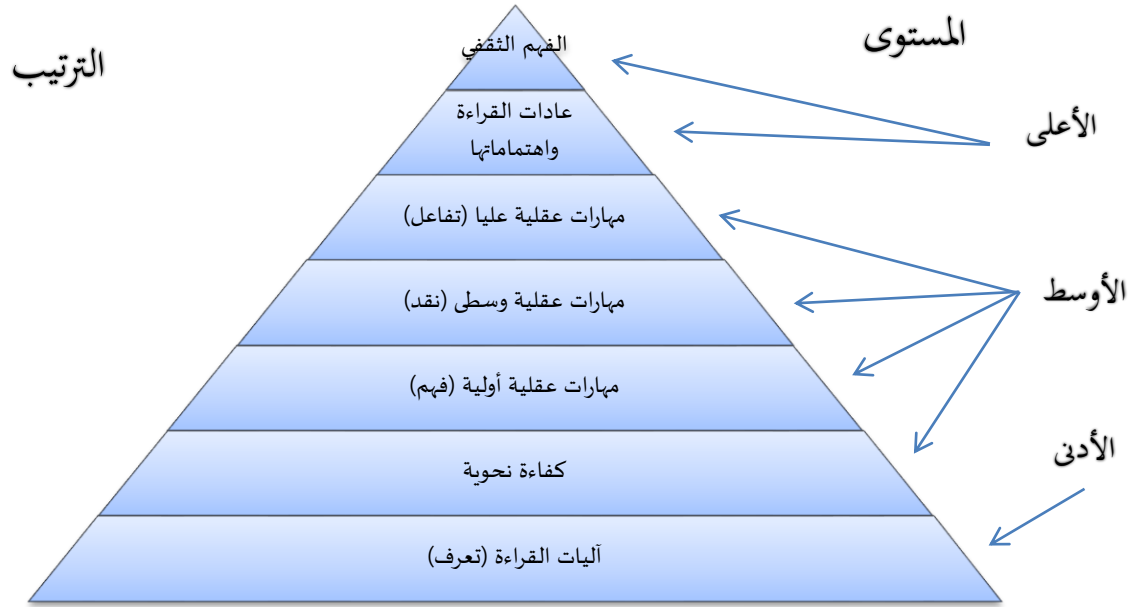 المستوى
الترتيب
الفهم الثقفي
عادات القراءة
واهتماماتها
الأعلى
مهارات عقلية عليا (تفاعل)
مهارات عقلية وسطى (نقد)
الأوسط
مهارات عقلية أولية (فهم)
كفاءة نحوية
الأدنى
آليات القراءة (تعرف)